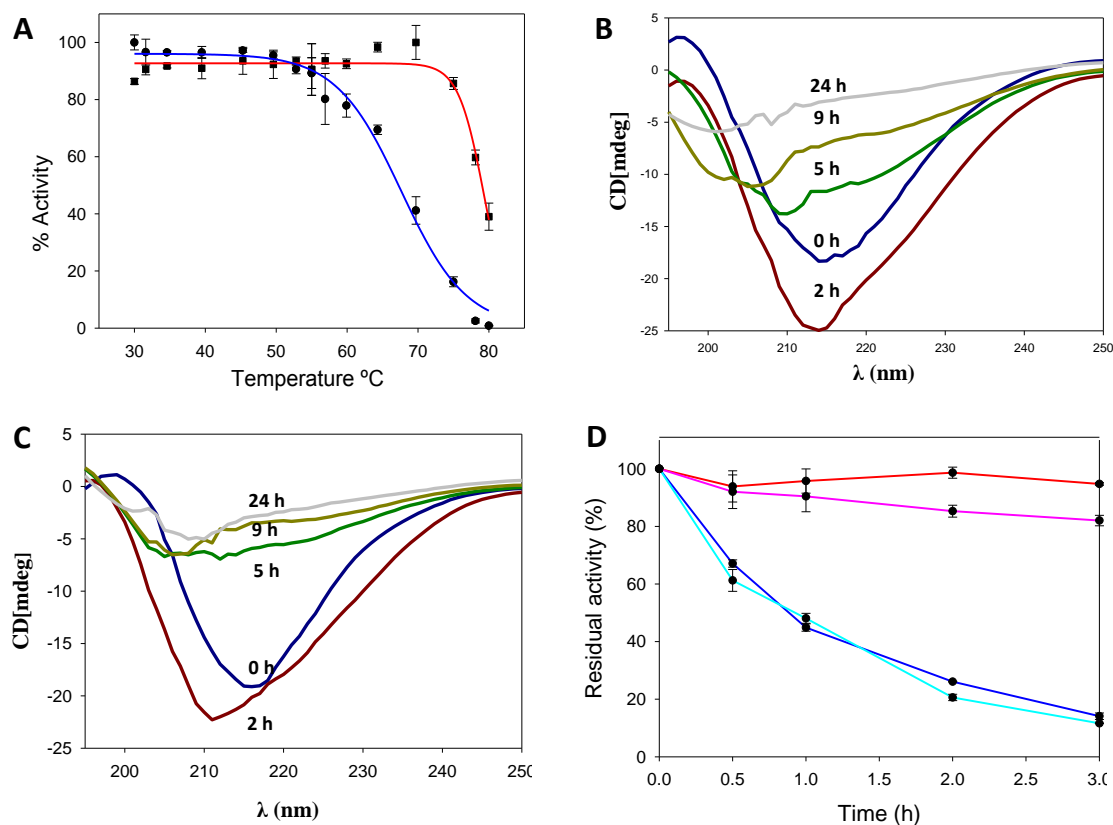 A
% Activity
100
80
60
40
20
0
30 40 50 60 70 80
Temperature ºC
B
CD[mdeg]
5
0
-5
-10
-15
-20
-25
24 h
9 h
5 h
0 h
2 h
200 210 220 230 240 250
λ (nm)
C
CD[mdeg]
5
0
-5
-10
-15
-20
-25
24 h
9 h
5 h
0 h
2 h
200 210 220 230 240 250
λ (nm)
D
Residual activity (%)
100
80
60
40
20
0
0.0 0.5 1.0 1.5 2.0 2.5 3.0
Time (h)